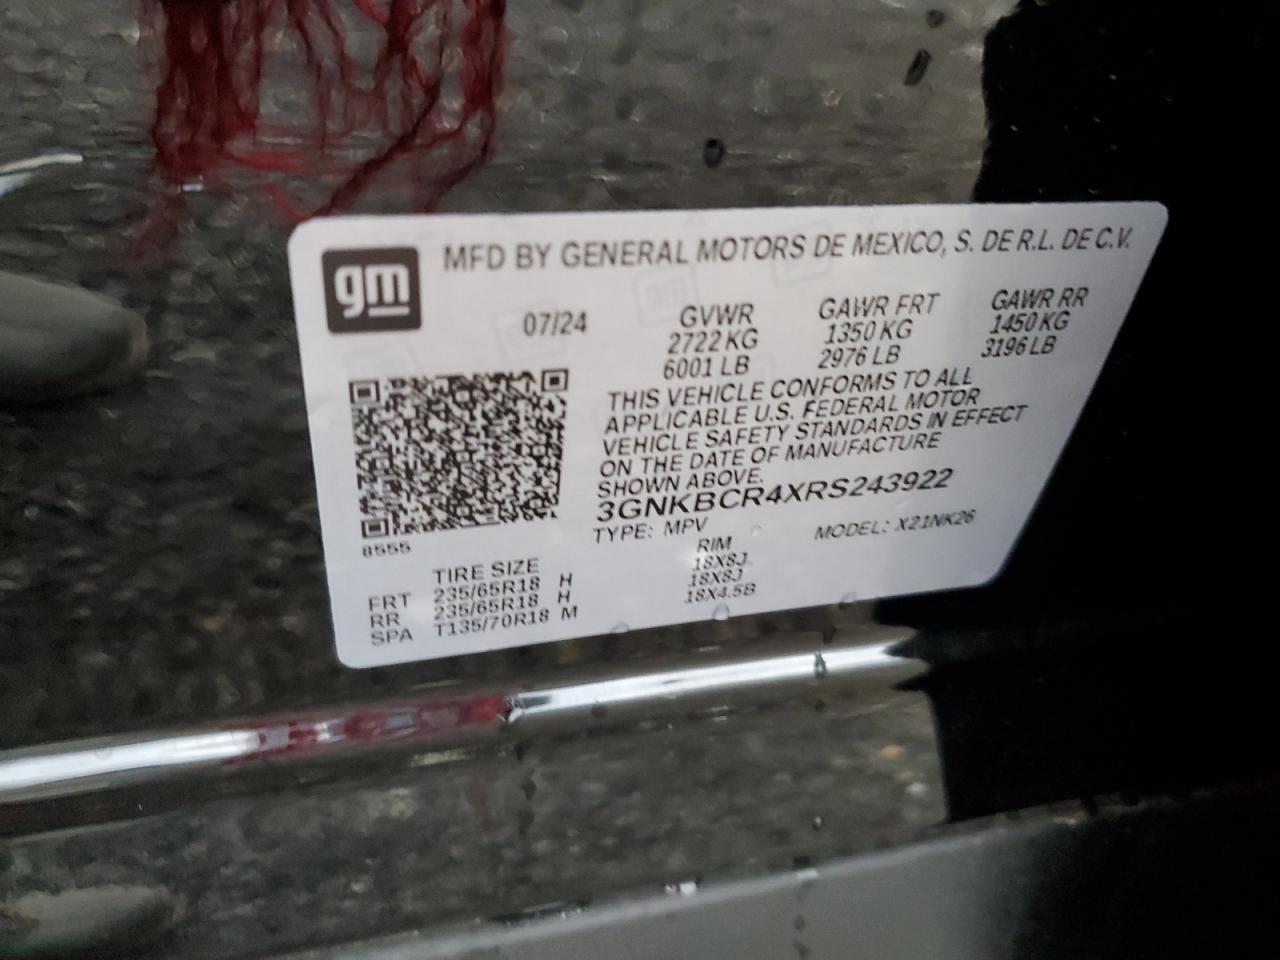 gm
MFD BY GENERAL MOTORS DE MEXICO, S. DE R.L. DE C.V.
07/24
GVWR GAWR FRT GAWR RR
2722 KG 1350 KG 1450 KG
6001 LB 2976 LB 3196 LB
THIS VEHICLE CONFORMS TO ALL
APPLICABLE U.S. FEDERAL MOTOR
VEHICLE SAFETY STANDARDS IN EFFECT
ON THE DATE OF MANUFACTURE
SHOWN ABOVE.
3GNKBCR4XRS243922
TYPE: MPV MODEL: X21NK26
8555
TIRE SIZE RIM
FRT 235/65R18 H 18X8J
RR 235/65R18 H 18X8J
SPA T135/70R18 M 18X4.5B